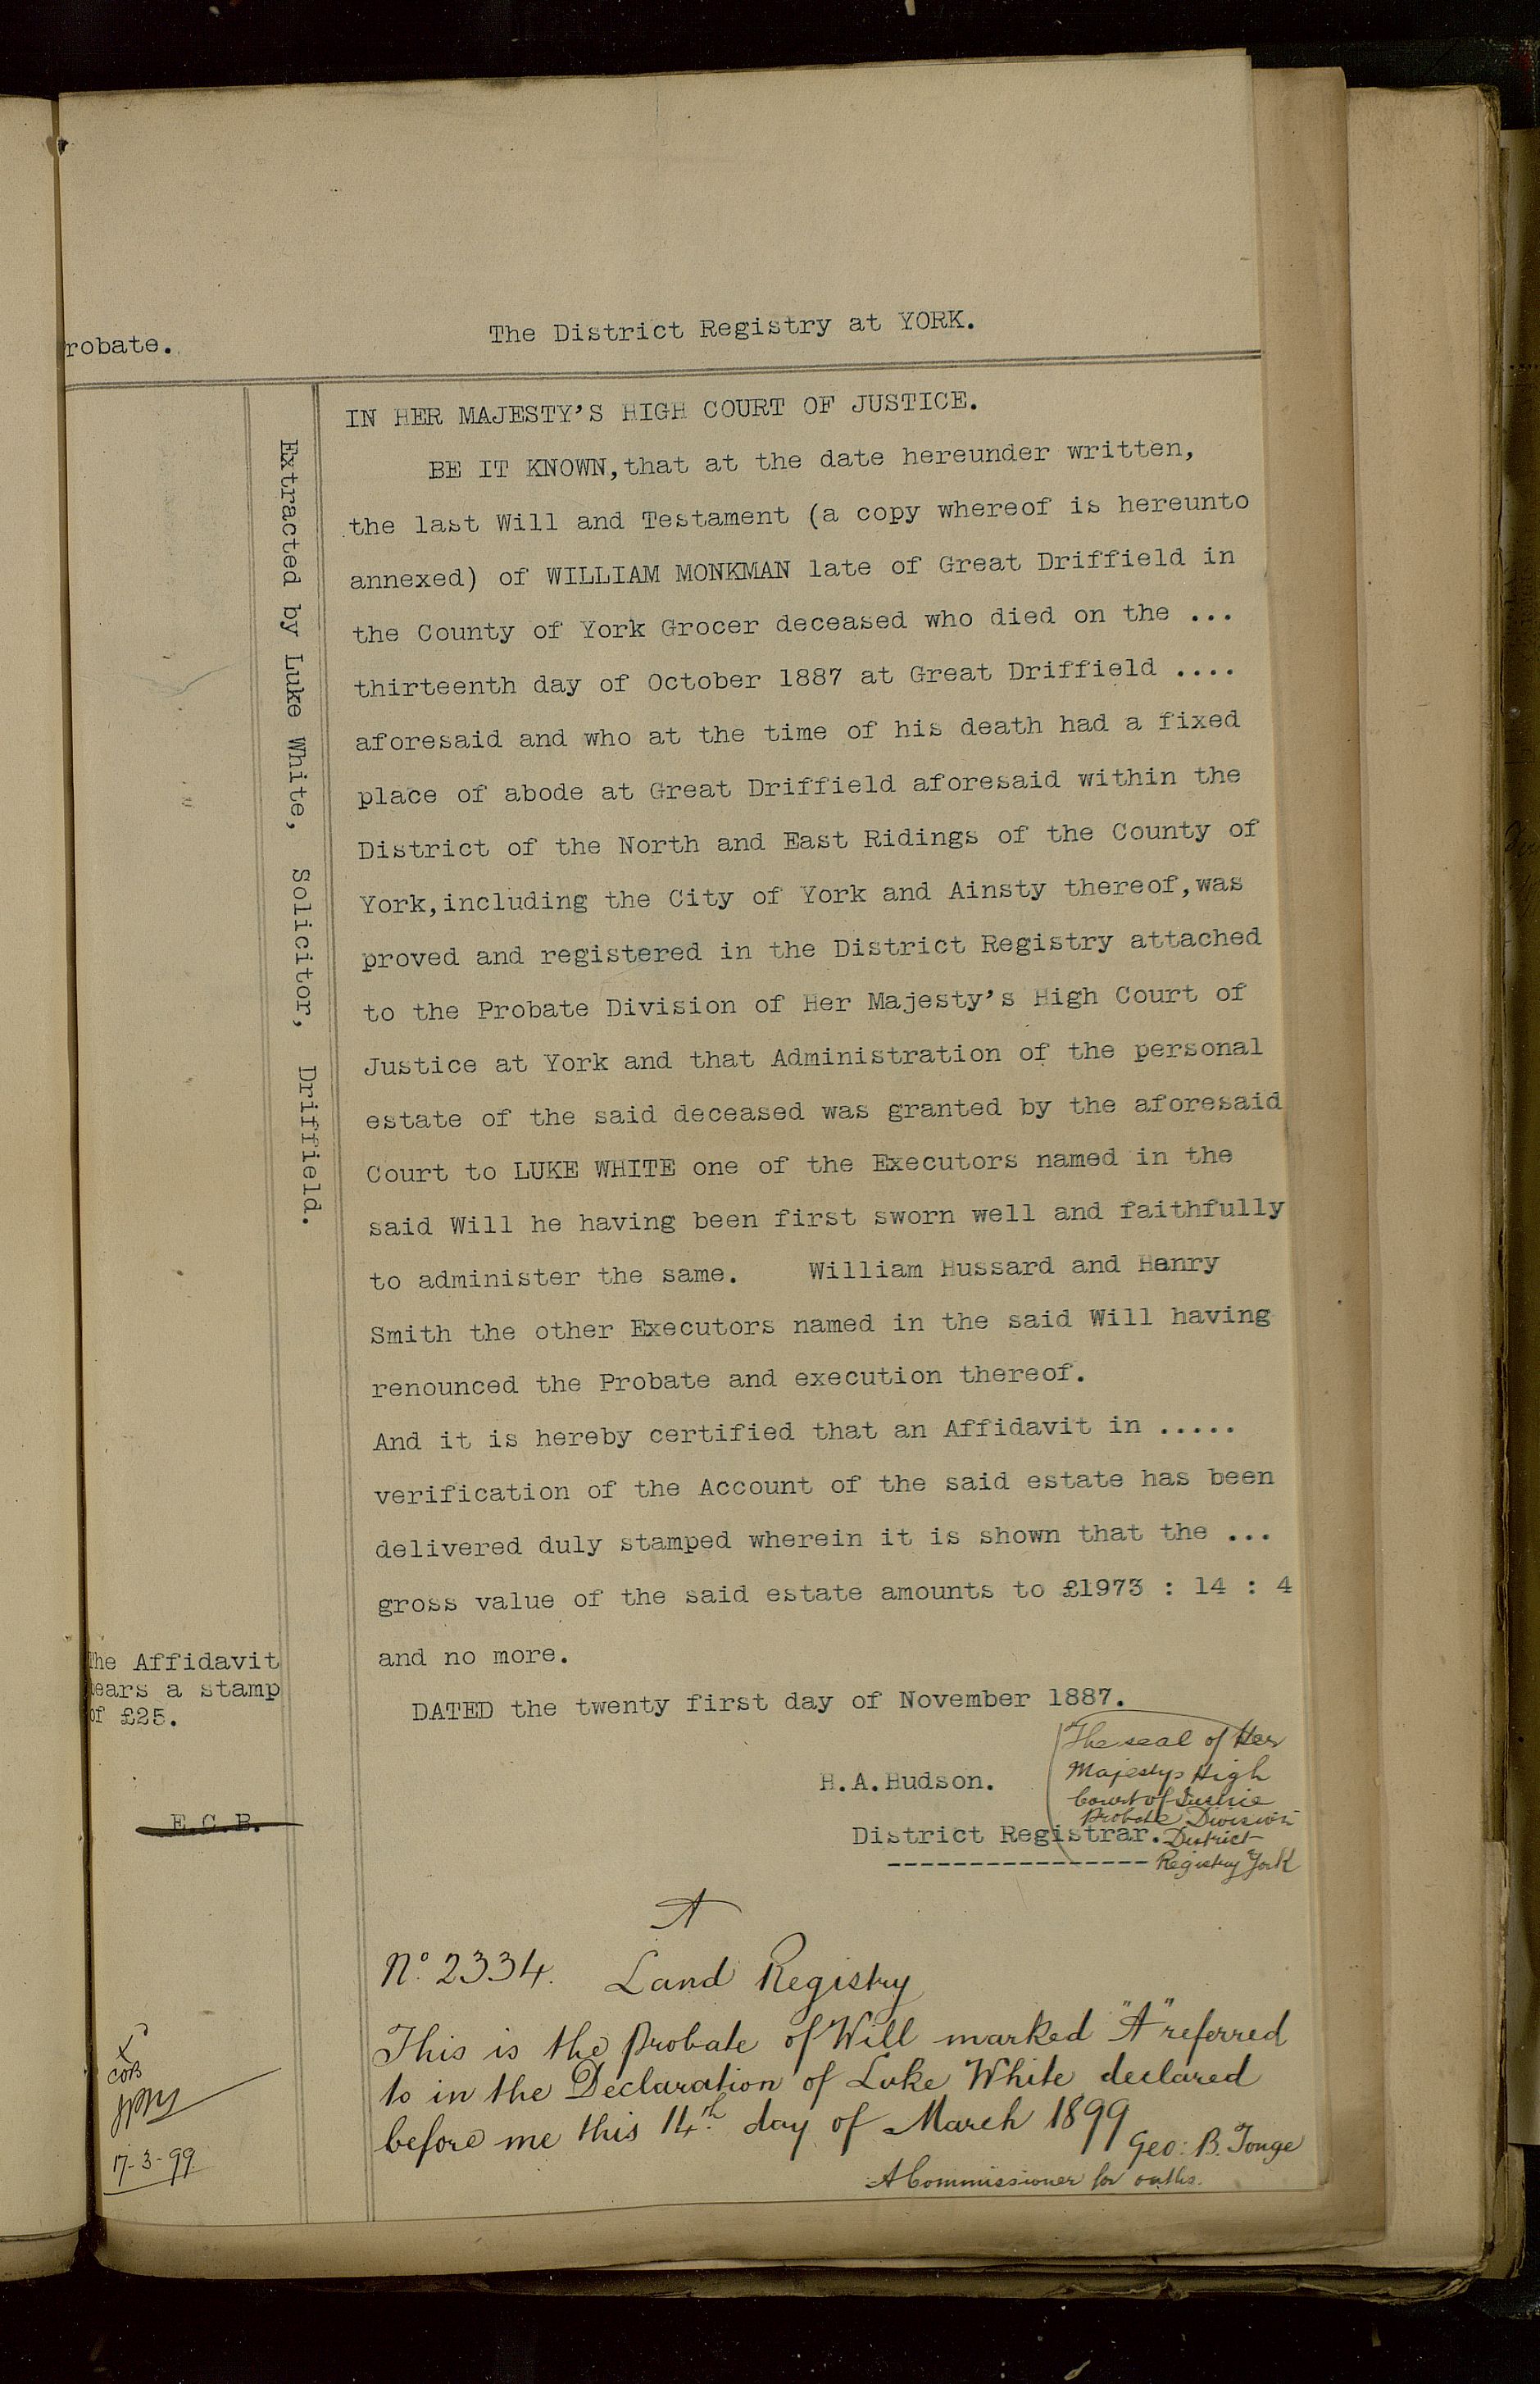 robate.
The District Registry at YORK.
Extracted by Luke White, Solicitor, Driffield.
IN HER MAJESTY'S HIGH COURT OF JUSTICE.
BE IT KNOWN, that at the date hereunder written,
the last Will and Testament (a copy whereof is hereunto
annexed) of WILLIAM MONKMAN late of Great Driffield in
the County of York Grocer deceased who died on the ...
thirteenth day of October 1887 at Great Driffield ....
aforesaid and who at the time of his death had a fixed
place of abode at Great Driffield aforesaid within the
District of the North and East Ridings of the County of
York, including the City of York and Ainsty thereof, was
proved and registered in the District Registry attached
to the Probate Division of Her Majesty's High Court of
Justice at York and that Administration of the personal
estate of the said deceased was granted by the aforesaid
Court to LUKE WHITE one of the Executors named in the
said Will he having been first sworn well and faithfully
to administer the same. William Hussard and Henry
Smith the other Executors named in the said Will having
renounced the Probate and execution thereof.
And it is hereby certified that an Affidavit in .....
verification of the Account of the said estate has been
delivered duly stamped wherein it is shown that the ...
gross value of the said estate amounts to £1973 : 14 : 4
and no more.
The Affidavit
bears a stamp
of £25.
DATED the twenty first day of November 1887.
H.A.Hudson.
District Registrar.
The seal of Her
Majestys High
Court of Justice
Probate Division
District
Registry York
E.C.B.
A
No. 2334. Land Registry
This is the Probate of Will marked "A" referred
to in the Declaration of Luke White declared
before me this 14th day of March 1899
Geo: B. Tonge
A Commissioner for oaths.
17-3-99